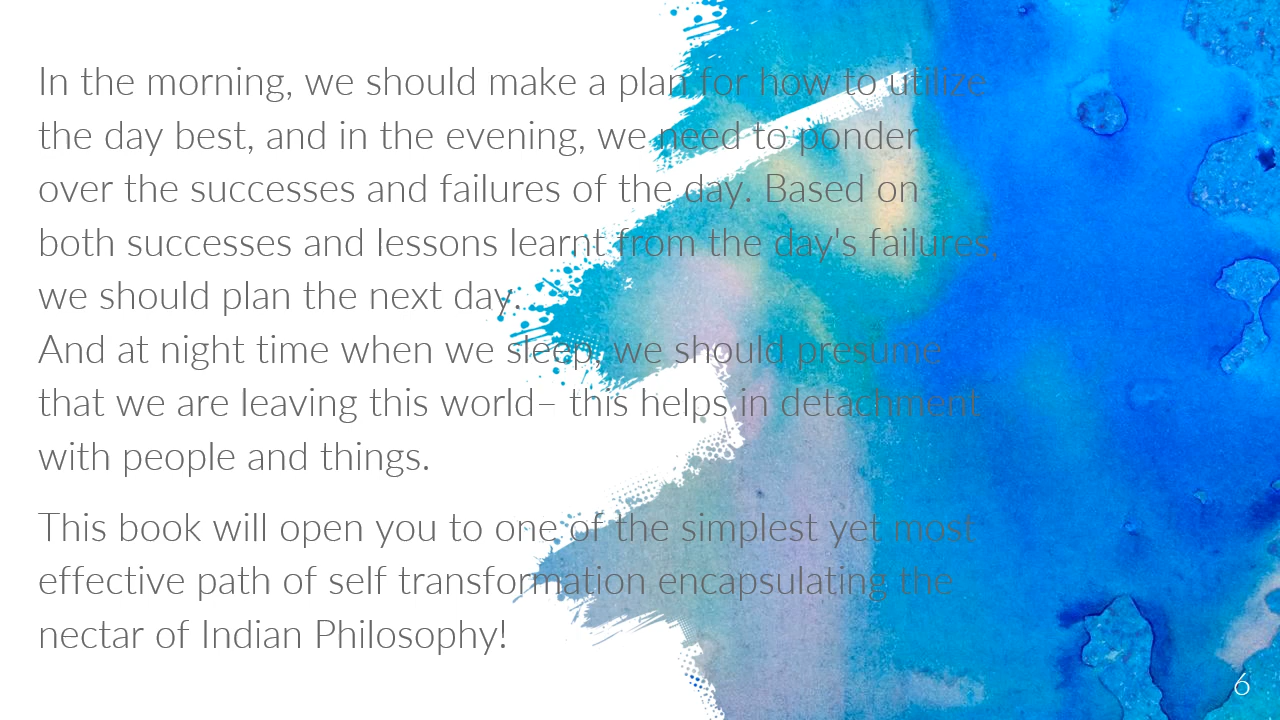 In the morning, we should make a plan for how to utilize
the day best, and in the evening, we need to ponder
over the successes and failures of the day. Based on
both successes and lessons learnt from the day's failures,
we should plan the next day.
And at night time when we sleep, we should presume
that we are leaving this world– this helps in detachment
with people and things.
This book will open you to one of the simplest yet most
effective path of self transformation encapsulating the
nectar of Indian Philosophy!
6